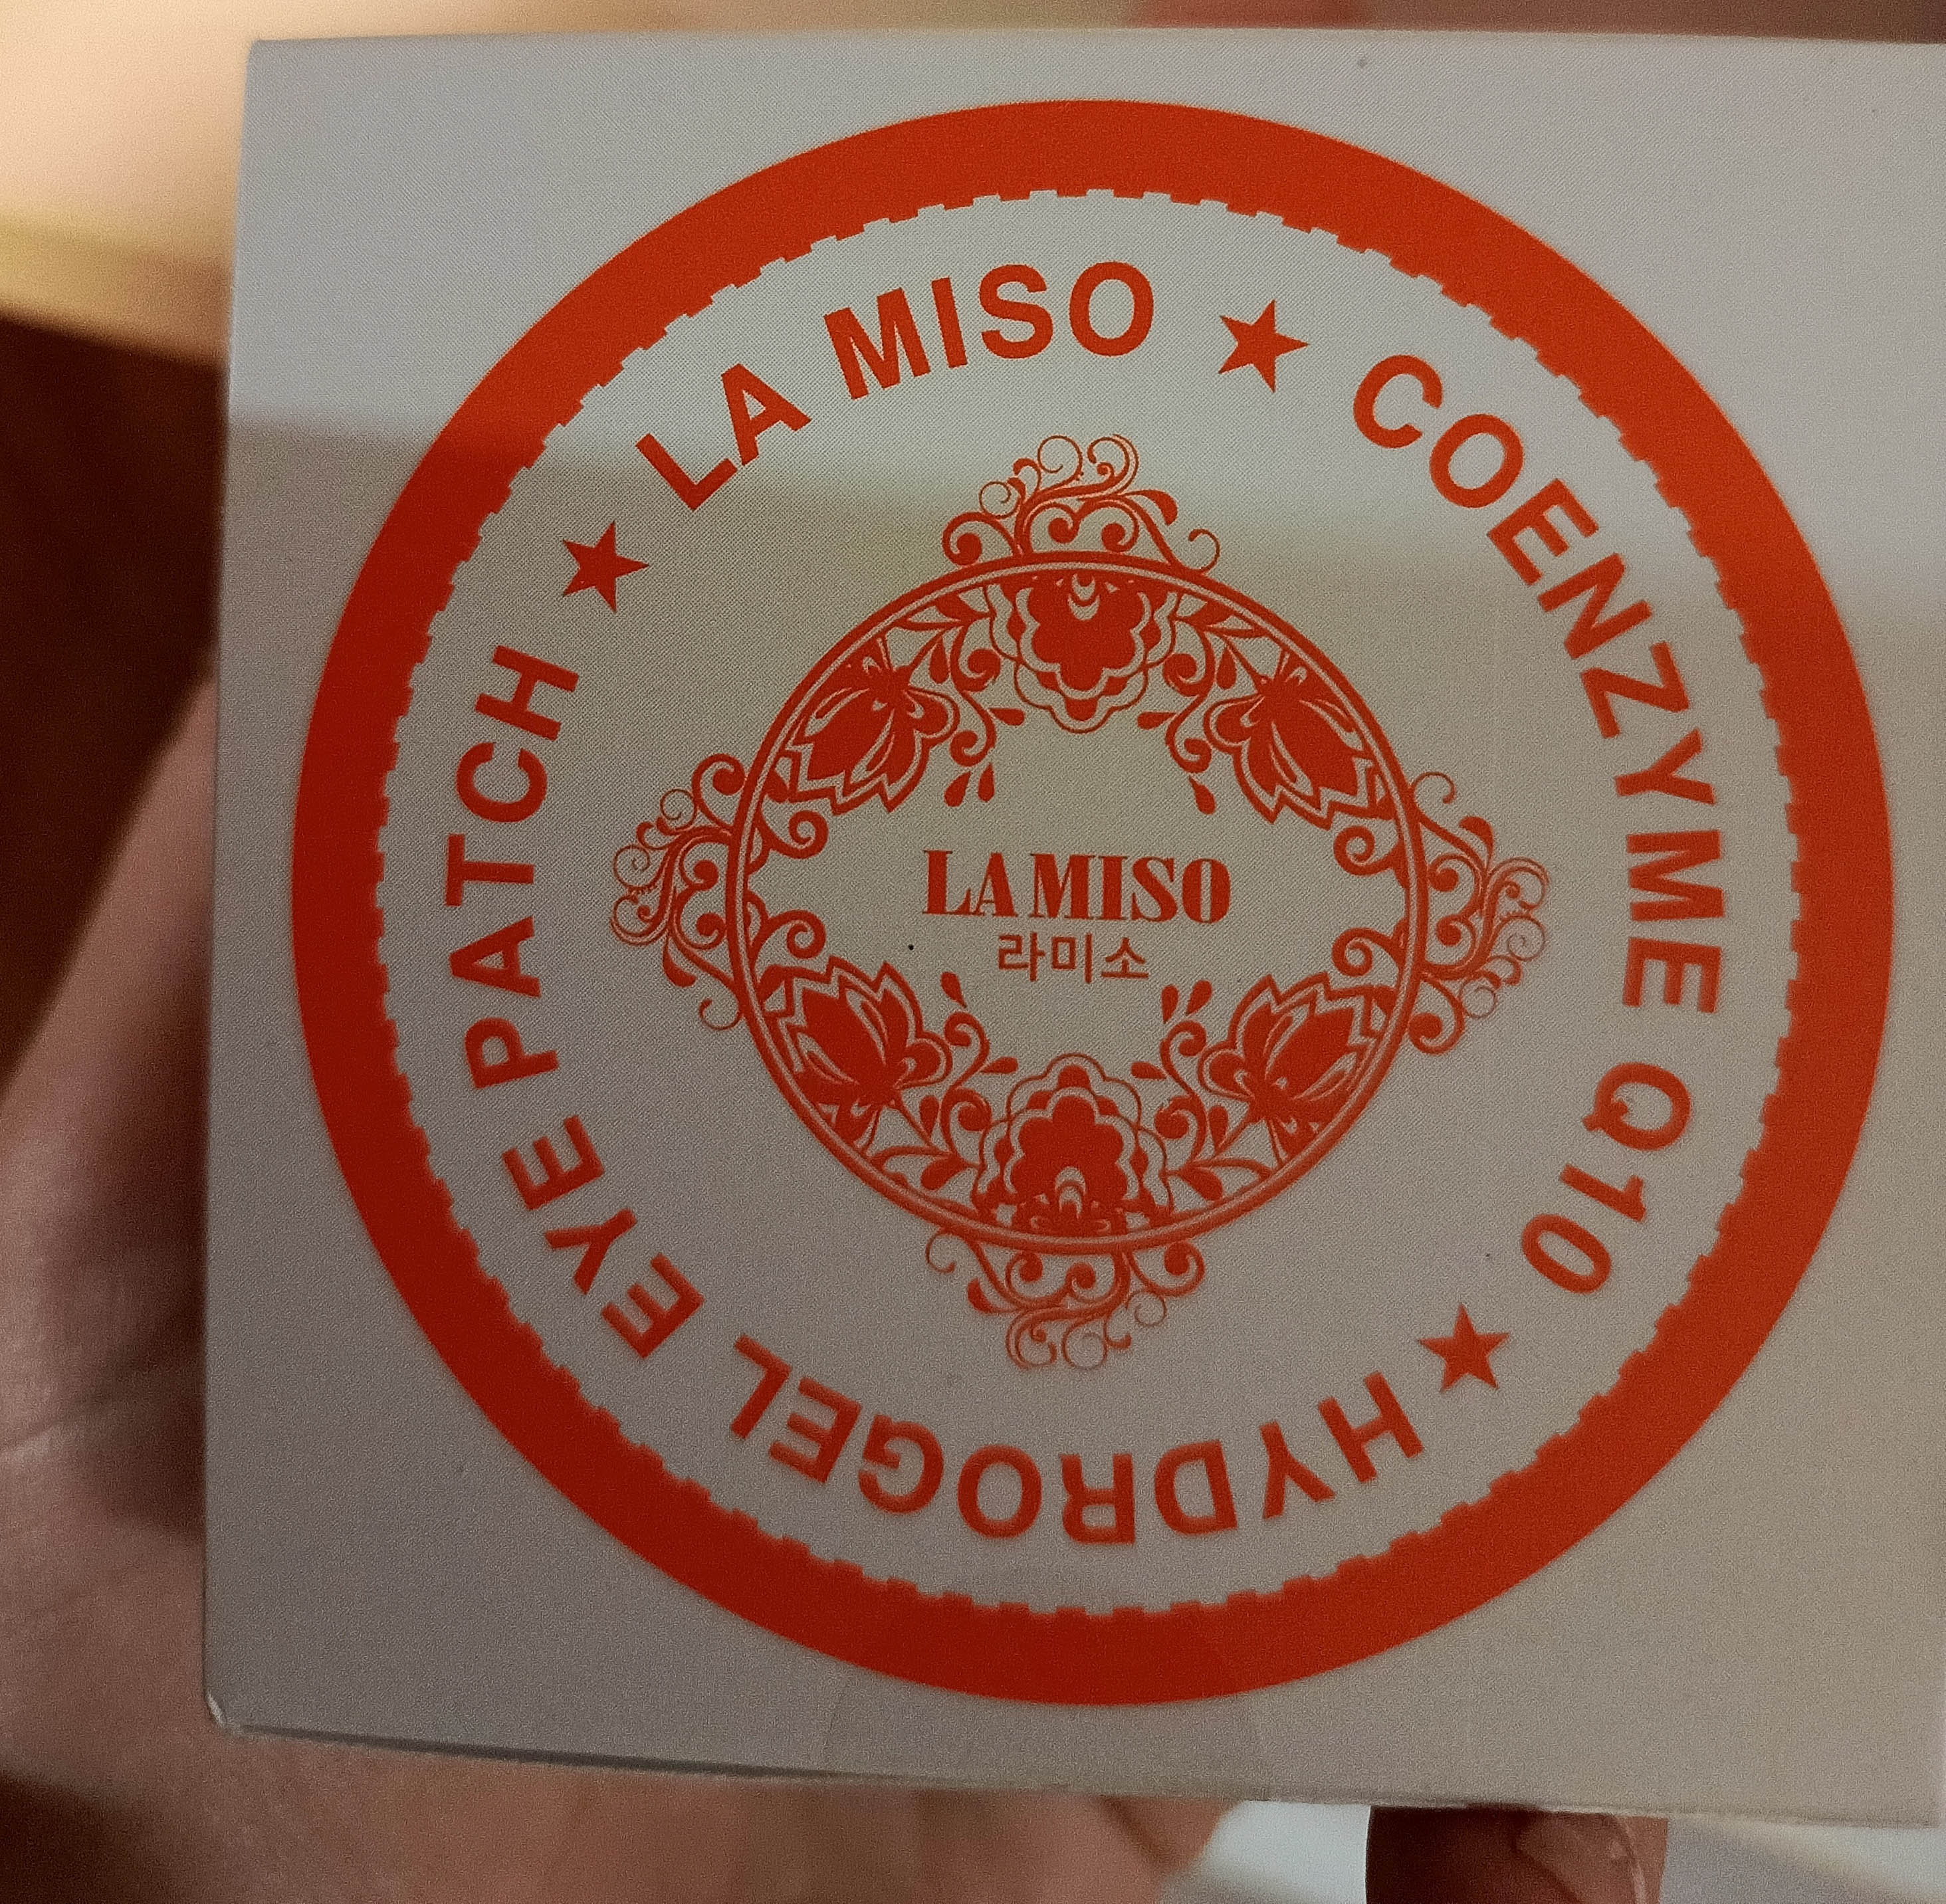 LA MISO ★ COENZYME Q10 ★ HYDROGEL EYE PATCH ★
LA MISO
라미소